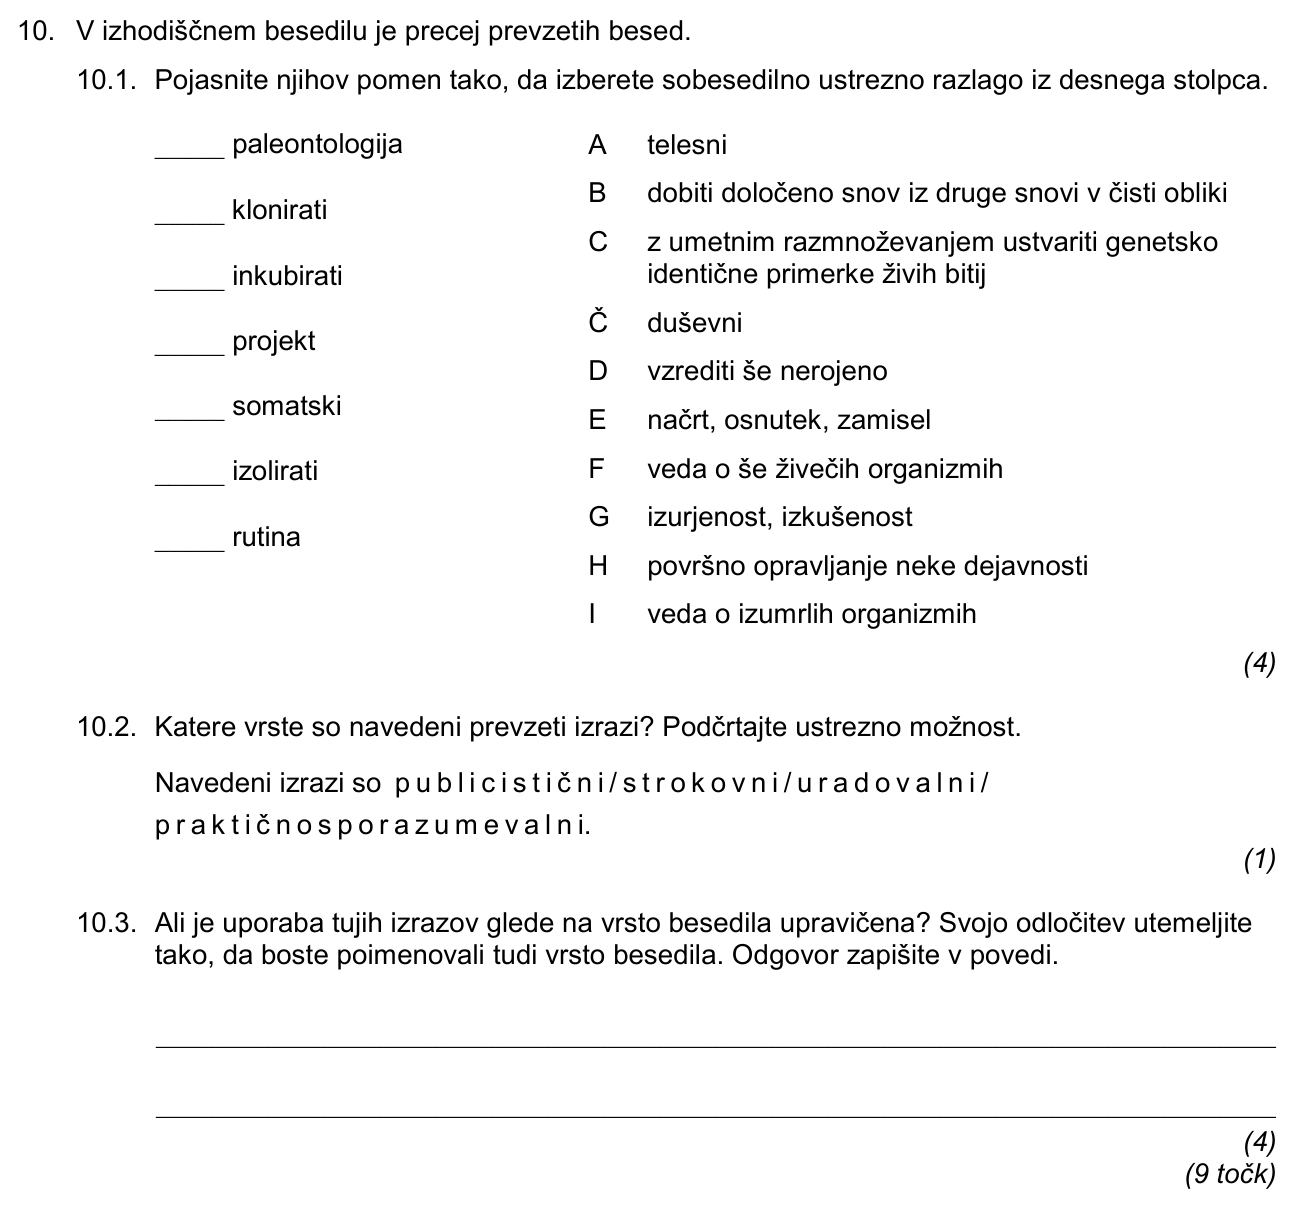 10. V izhodiščnem besedilu je precej prevzetih besed.
10.1. Pojasnite njihov pomen tako, da izberete sobesedilno ustrezno razlago iz desnega stolpca.
_____ paleontologija
_____ klonirati
_____ inkubirati
_____ projekt
_____ somatski
_____ izolirati
_____ rutina
A telesni
B dobiti določeno snov iz druge snovi v čisti obliki
C z umetnim razmnoževanjem ustvariti genetsko
identične primerke živih bitij
Č duševni
D vzrediti še nerojeno
E načrt, osnutek, zamisel
F veda o še živečih organizmih
G izurjenost, izkušenost
H površno opravljanje neke dejavnosti
I veda o izumrlih organizmih
(4)
10.2. Katere vrste so navedeni prevzeti izrazi? Podčrtajte ustrezno možnost.
Navedeni izrazi so p u b l i c i s t i č n i / s t r o k o v n i / u r a d o v a l n i /
p r a k t i č n o s p o r a z u m e v a l n i.
(1)
10.3. Ali je uporaba tujih izrazov glede na vrsto besedila upravičena? Svojo odločitev utemeljite
tako, da boste poimenovali tudi vrsto besedila. Odgovor zapišite v povedi.
(4)
(9 točk)